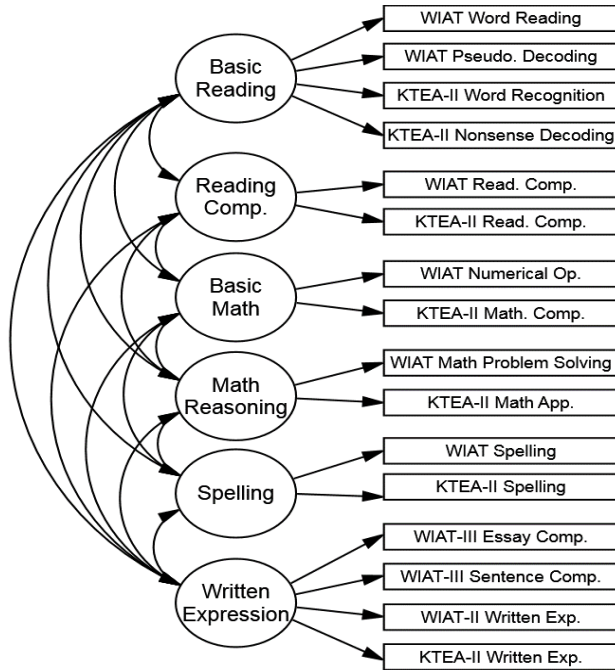 WIAT Word Reading
WIAT Pseudo. Decoding
Basic
Reading
KTEA-II Word Recognition
KTEA-II Nonsense Decoding
Reading
Comp.
WIAT Read. Comp.
KTEA-II Read. Comp.
Basic
Math
WIAT Numerical Op.
KTEA-II Math. Comp.
Math
Reasoning
WIAT Math Problem Solving
KTEA-II Math App.
Spelling
WIAT Spelling
KTEA-II Spelling
Written
Expression
WIAT-III Essay Comp.
WIAT-III Sentence Comp.
WIAT-II Written Exp.
KTEA-II Written Exp.